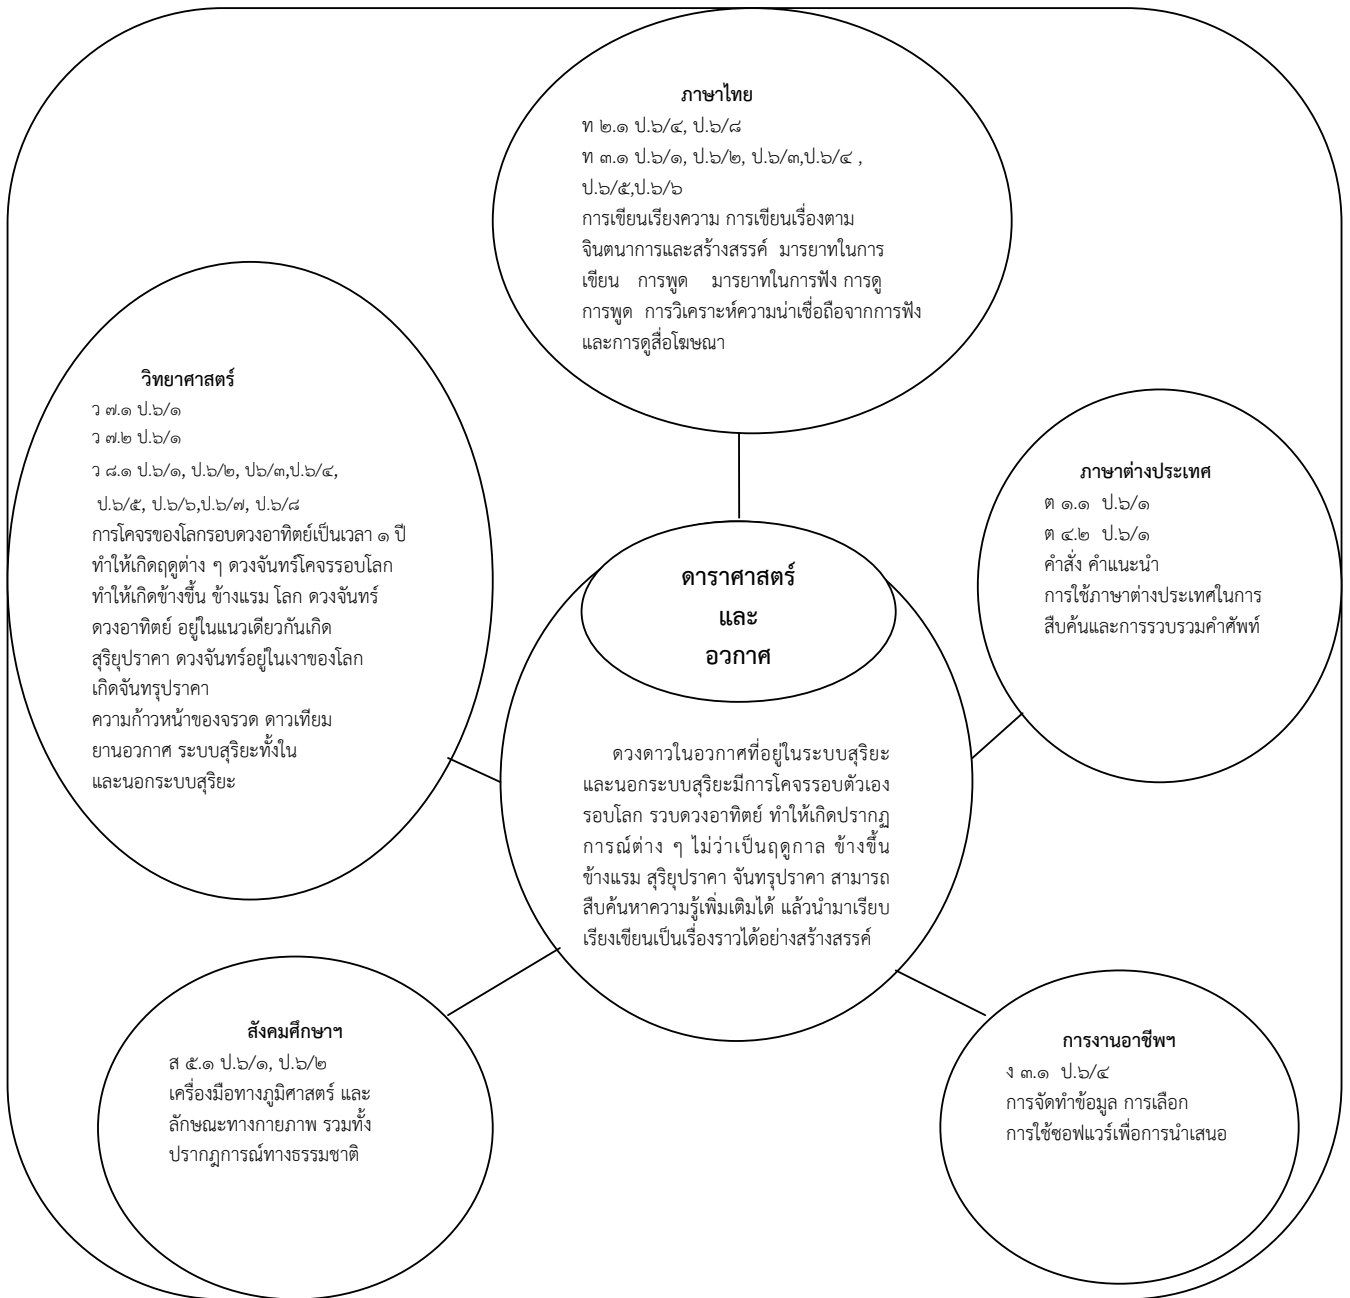 ภาษาไทย
ท ๒.๑ ป.๖/๔, ป.๖/๘
ท ๓.๑ ป.๖/๑, ป.๖/๒, ป.๖/๓,ป.๖/๔ ,
ป.๖/๕,ป.๖/๖
การเขียนเรียงความ การเขียนเรื่องตาม
จินตนาการและสร้างสรรค์ มารยาทในการ
เขียน การพูด มารยาทในการฟัง การดู
การพูด การวิเคราะห์ความน่าเชื่อถือจากการฟัง
และการดูสื่อโฆษณา
วิทยาศาสตร์
ว ๗.๑ ป.๖/๑
ว ๗.๒ ป.๖/๑
ว ๘.๑ ป.๖/๑, ป.๖/๒, ป๖/๓,ป.๖/๔,
ป.๖/๕, ป.๖/๖,ป.๖/๗, ป.๖/๘
การโคจรของโลกรอบดวงอาทิตย์เป็นเวลา ๑ ปี
ทำให้เกิดฤดูต่าง ๆ ดวงจันทร์โคจรรอบโลก
ทำให้เกิดข้างขึ้น ข้างแรม โลก ดวงจันทร์
ดวงอาทิตย์ อยู่ในแนวเดียวกันเกิด
สุริยุปราคา ดวงจันทร์อยู่ในเงาของโลก
เกิดจันทรุปราคา
ความก้าวหน้าของจรวด ดาวเทียม
ยานอวกาศ ระบบสุริยะทั้งใน
และนอกระบบสุริยะ
ภาษาต่างประเทศ
ต ๑.๑ ป.๖/๑
ต ๔.๒ ป.๖/๑
คำสั่ง คำแนะนำ
การใช้ภาษาต่างประเทศในการ
สืบค้นและการรวบรวมคำศัพท์
ดาราศาสตร์
และ
อวกาศ
ดวงดาวในอวกาศที่อยู่ในระบบสุริยะ
และนอกระบบสุริยะมีการโคจรรอบตัวเอง
รอบโลก รวบดวงอาทิตย์ ทำให้เกิดปรากฏ
การณ์ต่าง ๆ ไม่ว่าเป็นฤดูกาล ข้างขึ้น
ข้างแรม สุริยุปราคา จันทรุปราคา สามารถ
สืบค้นหาความรู้เพิ่มเติมได้ แล้วนำมาเรียบ
เรียงเขียนเป็นเรื่องราวได้อย่างสร้างสรรค์
สังคมศึกษาฯ
ส ๕.๑ ป.๖/๑, ป.๖/๒
เครื่องมือทางภูมิศาสตร์ และ
ลักษณะทางกายภาพ รวมทั้ง
ปรากฏการณ์ทางธรรมชาติ
การงานอาชีพฯ
ง ๓.๑ ป.๖/๔
การจัดทำข้อมูล การเลือก
การใช้ซอฟแวร์เพื่อการนำเสนอ